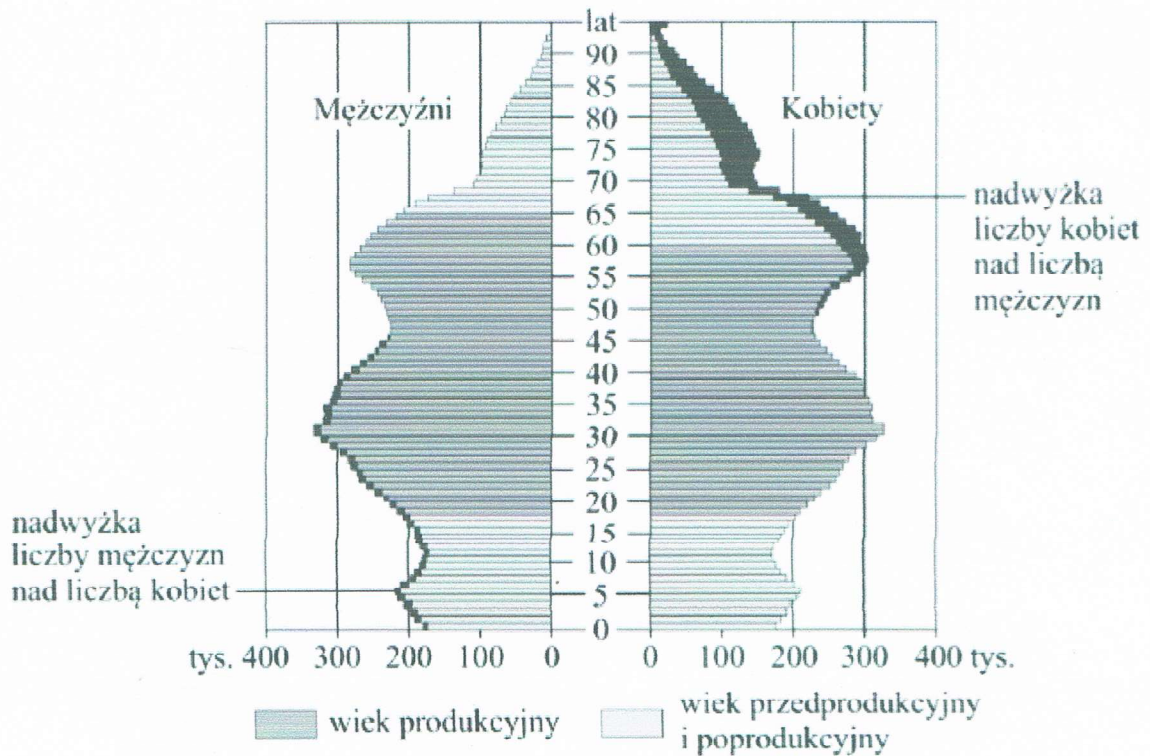 lat
90
85
80
75
70
65
60
55
50
45
40
35
30
25
20
15
10
5
0
Mężczyźni
Kobiety
nadwyżka
liczby kobiet
nad liczbą
mężczyzn
nadwyżka
liczby mężczyzn
nad liczbą kobiet
tys. 400 300 200 100 0
0 100 200 300 400 tys.
wiek produkcyjny
wiek przedprodukcyjny
i poprodukcyjny